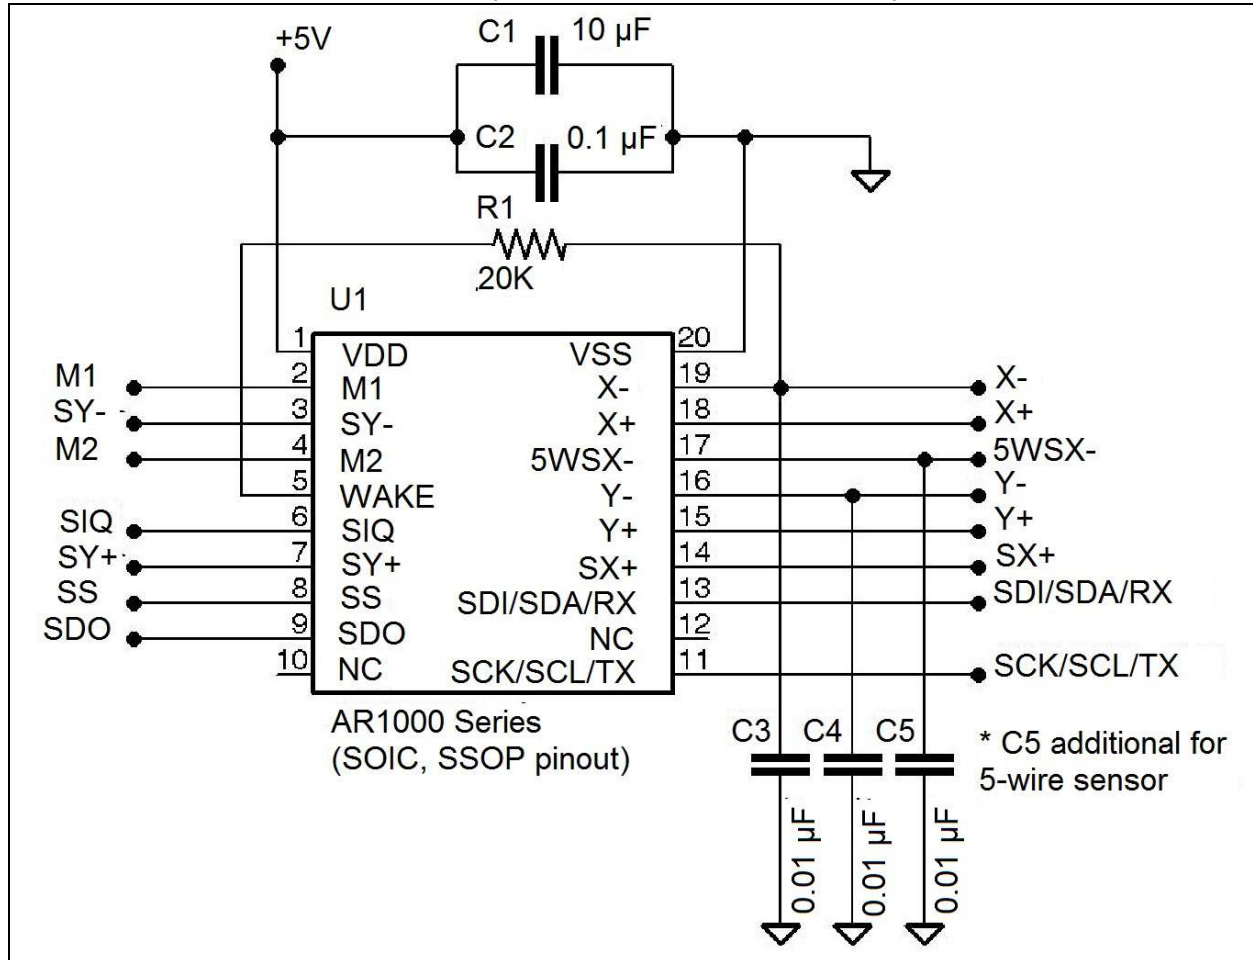 +5V
C1 10 µF
C2 0.1 µF
R1
20K
U1
1 VDD VSS 20
M1 2 M1 X- 19 X-
SY- 3 SY- X+ 18 X+
M2 4 M2 5WSX- 17 5WSX-
5 WAKE Y- 16 Y-
SIQ 6 SIQ Y+ 15 Y+
SY+ 7 SY+ SX+ 14 SX+
SS 8 SS SDI/SDA/RX 13 SDI/SDA/RX
SDO 9 SDO NC 12
10 NC SCK/SCL/TX 11 SCK/SCL/TX
AR1000 Series
(SOIC, SSOP pinout)
C3 C4 C5
* C5 additional for
5-wire sensor
0.01 µF
0.01 µF
0.01 µF